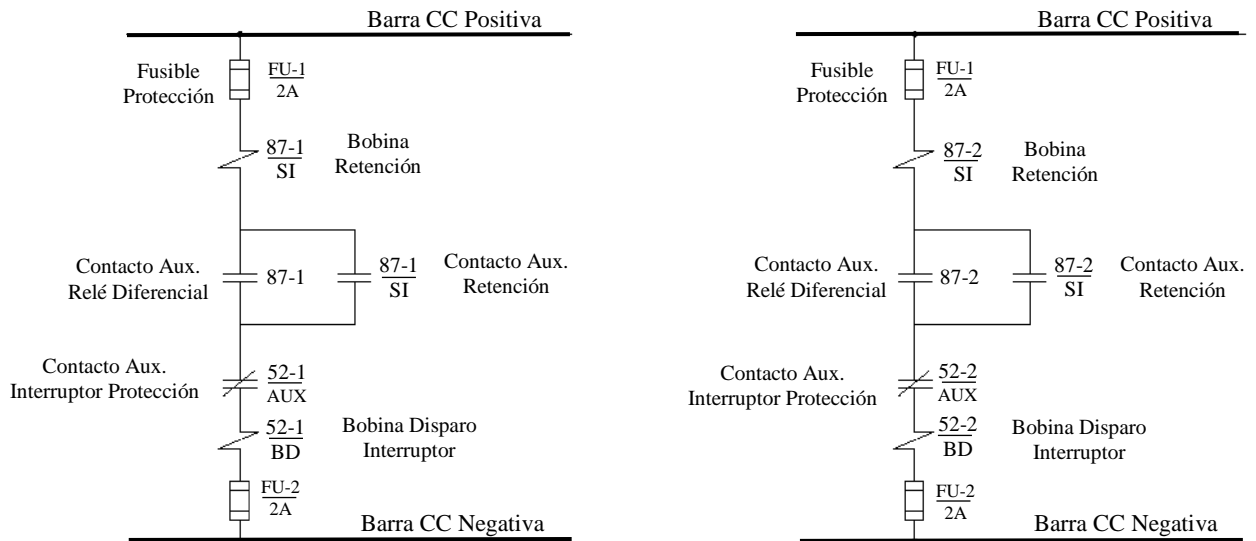 Barra CC Positiva
Fusible
Protección
FU-1
2A
87-1
SI
Bobina
Retención
Contacto Aux.
Relé Diferencial
87-1
87-1
SI
Contacto Aux.
Retención
Contacto Aux.
Interruptor Protección
52-1
AUX
52-1
BD
Bobina Disparo
Interruptor
FU-2
2A
Barra CC Negativa
Barra CC Positiva
Fusible
Protección
FU-1
2A
87-2
SI
Bobina
Retención
Contacto Aux.
Relé Diferencial
87-2
87-2
SI
Contacto Aux.
Retención
Contacto Aux.
Interruptor Protección
52-2
AUX
52-2
BD
Bobina Disparo
Interruptor
FU-2
2A
Barra CC Negativa